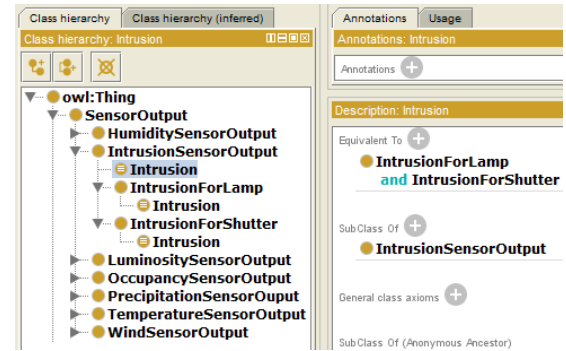 Class hierarchy
Class hierarchy (inferred)
Class hierarchy: Intrusion
owl:Thing
SensorOutput
HumiditySensorOutput
IntrusionSensorOutput
Intrusion
IntrusionForLamp
Intrusion
IntrusionForShutter
Intrusion
LuminositySensorOutput
OccupancySensorOutput
PrecipitationSensorOuput
TemperatureSensorOutput
WindSensorOutput
Annotations
Usage
Annotations: Intrusion
Annotations
Description: Intrusion
Equivalent To
IntrusionForLamp
and IntrusionForShutter
SubClass Of
IntrusionSensorOutput
General class axioms
SubClass Of (Anonymous Ancestor)